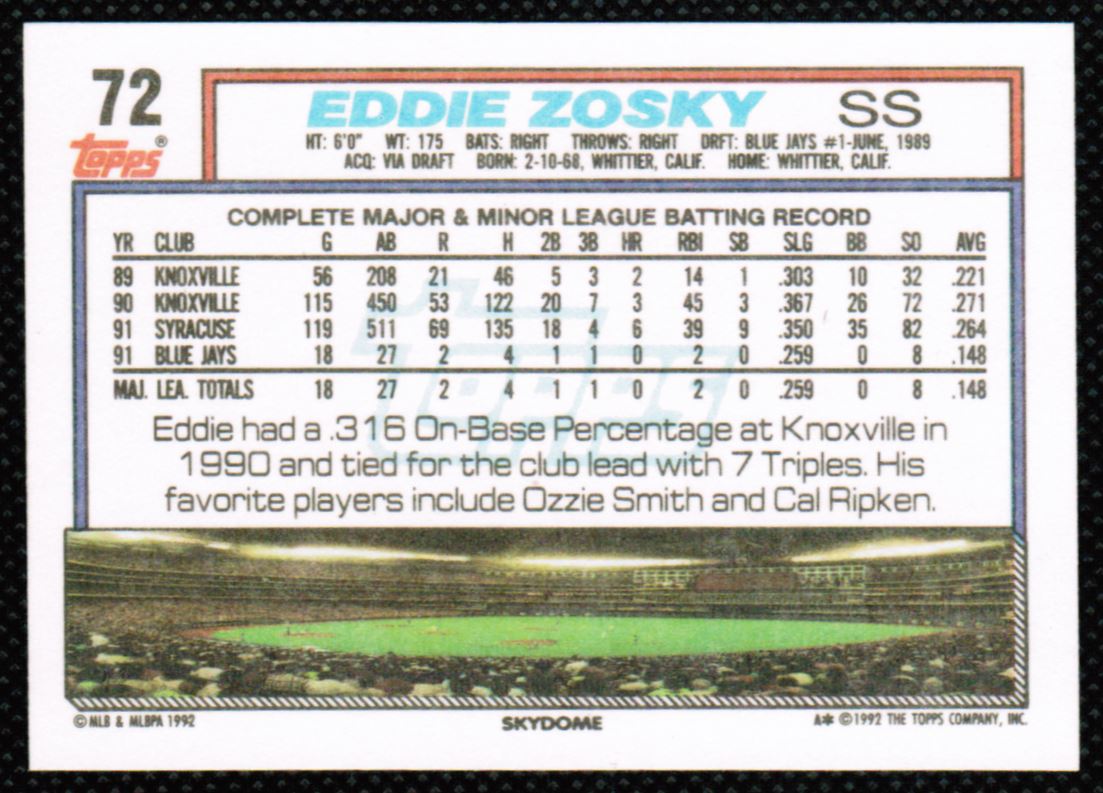 72
Topps®
EDDIE ZOSKY SS
HT: 6'0" WT: 175 BATS: RIGHT THROWS: RIGHT DRFT: BLUE JAYS #1-JUNE, 1989
ACQ: VIA DRAFT BORN: 2-10-68, WHITTIER, CALIF. HOME: WHITTIER, CALIF.
COMPLETE MAJOR & MINOR LEAGUE BATTING RECORD
YR CLUB G AB R H 2B 3B HR RBI SB SLG BB SO AVG
89 KNOXVILLE 56 208 21 46 5 3 2 14 1 .303 10 32 .221
90 KNOXVILLE 115 450 53 122 20 7 3 45 3 .367 26 72 .271
91 SYRACUSE 119 511 69 135 18 4 6 39 9 .350 35 82 .264
91 BLUE JAYS 18 27 2 4 1 1 0 2 0 .259 0 8 .148
MAJ. LEA. TOTALS 18 27 2 4 1 1 0 2 0 .259 0 8 .148
Topps
Eddie had a .316 On-Base Percentage at Knoxville in
1990 and tied for the club lead with 7 Triples. His
favorite players include Ozzie Smith and Cal Ripken.
© MLB & MLBPA 1992 SKYDOME A* © 1992 THE TOPPS COMPANY, INC.